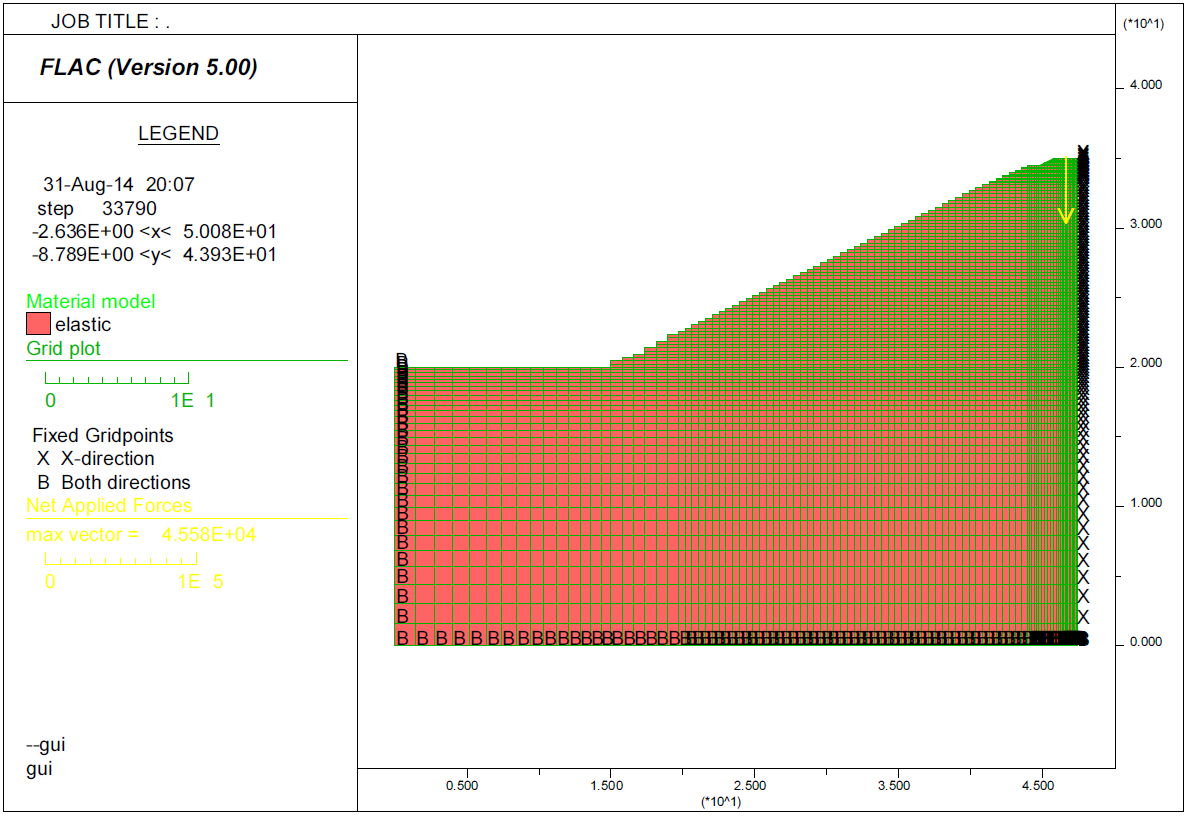 JOB TITLE : .
FLAC (Version 5.00)
LEGEND
31-Aug-14 20:07
step 33790
-2.636E+00 <x< 5.008E+01
-8.789E+00 <y< 4.393E+01
Material model
elastic
Grid plot
0 1E 1
Fixed Gridpoints
X X-direction
B Both directions
Net Applied Forces
max vector = 4.558E+04
0 1E 5
--gui
gui
(*10^1)
4.000
3.000
2.000
1.000
0.000
0.500 1.500 2.500 3.500 4.500
(*10^1)